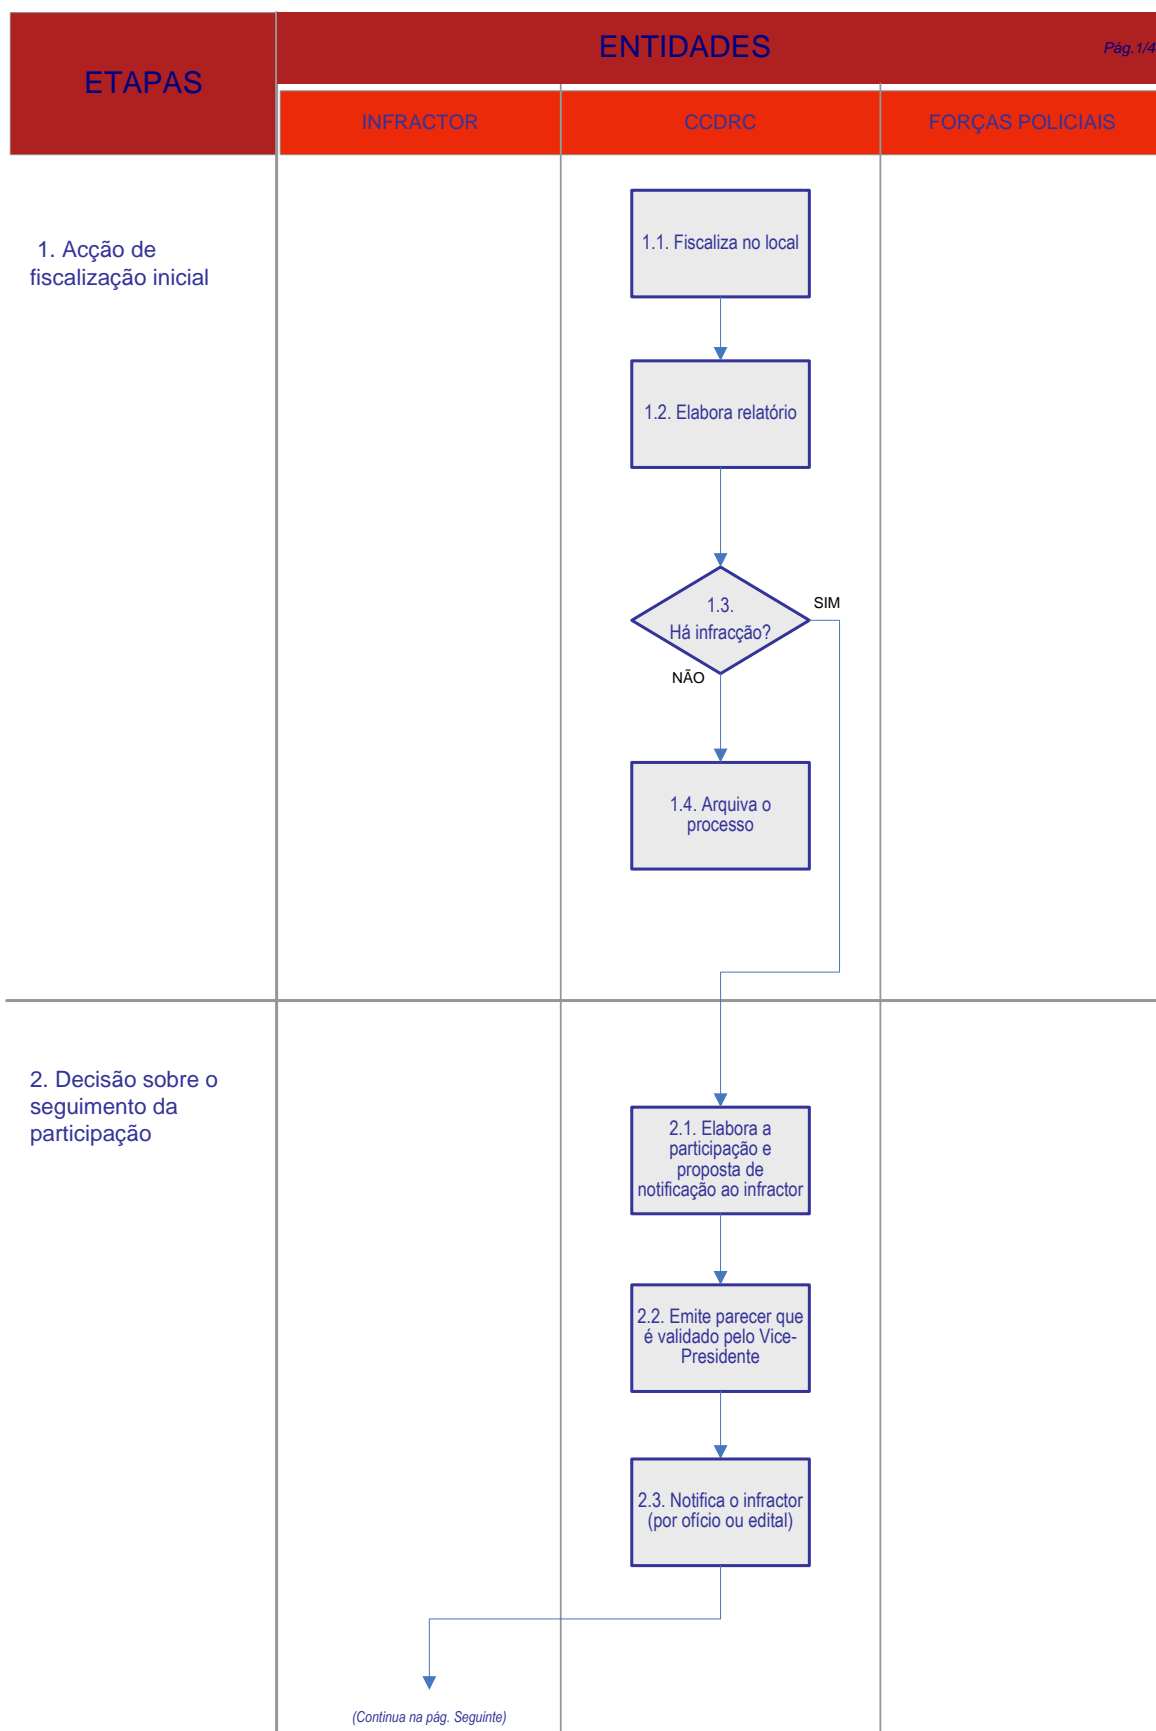 ETAPAS
ENTIDADES
Pág.1/4
INFRACTOR
CCDRC
FORÇAS POLICIAIS
1. Acção de
fiscalização inicial
1.1. Fiscaliza no local
1.2. Elabora relatório
1.3.
Há infracção?
SIM
NÃO
1.4. Arquiva o
processo
2. Decisão sobre o
seguimento da
participação
2.1. Elabora a
participação e
proposta de
notificação ao infractor
2.2. Emite parecer que
é validado pelo Vice-
Presidente
2.3. Notifica o infractor
(por ofício ou edital)
(Continua na pág. Seguinte)